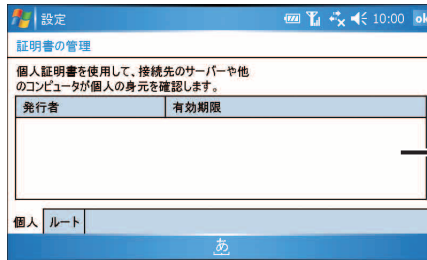 設定 10:00 ok
証明書の管理
個人証明書を使用して、接続先のサーバーや他
のコンピュータが個人の身元を確認します。
発行者 有効期限
個人 ルート
あ